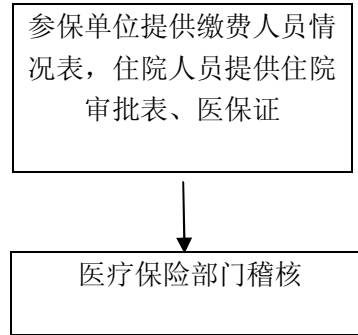 参保单位提供缴费人员情
况表，住院人员提供住院
审批表、医保证
医疗保险部门稽核